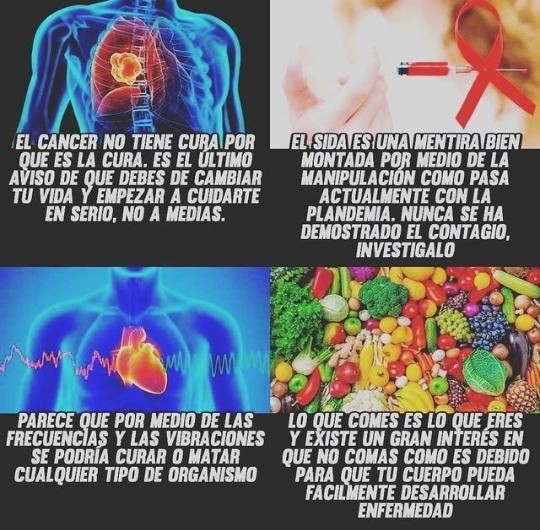 EL CANCER NO TIENE CURA POR
QUE ES LA CURA. ES EL ÚLTIMO
AVISO DE QUE DEBES DE CAMBIAR
TU VIDA Y EMPEZAR A CUIDARTE
EN SERIO, NO A MEDIAS.
EL SIDA ES UNA MENTIRA BIEN
MONTADA POR MEDIO DE LA
MANIPULACIÓN COMO PASA
ACTUALMENTE CON LA
PLANDEMIA. NUNCA SE HA
DEMOSTRADO EL CONTAGIO,
INVESTIGALO
PARECE QUE POR MEDIO DE LAS
FRECUENCIAS Y LAS VIBRACIONES
SE PODRÍA CURAR O MATAR
CUALQUIER TIPO DE ORGANISMO
LO QUE COMES ES LO QUE ERES
Y EXISTE UN GRAN INTERÉS EN
QUE NO COMAS COMO ES DEBIDO
PARA QUE TU CUERPO PUEDA
FACILMENTE DESARROLLAR
ENFERMEDAD